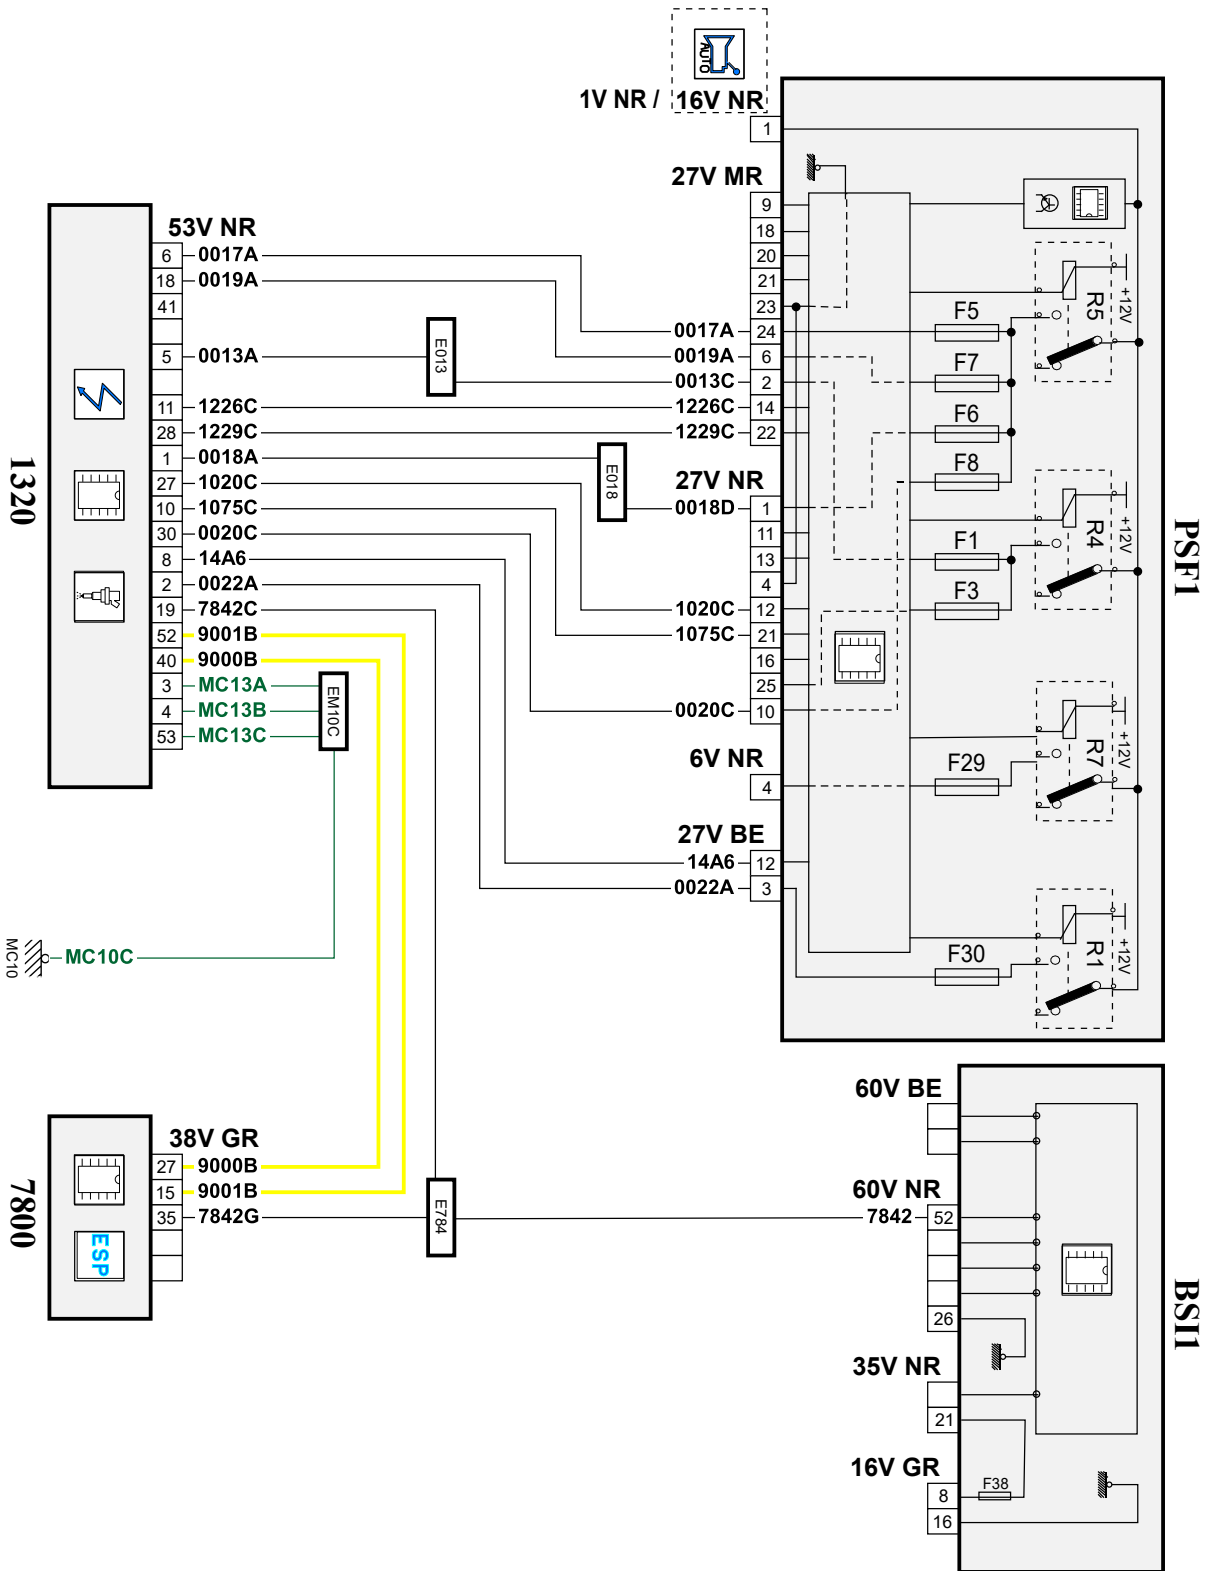 AUTO
1V NR / 16V NR
1
27V MR
9
18
20
21
23
0017A 24
0019A 6
0013C 2
1226C 14
1229C 22
27V NR
0018D 1
11
13
4
1020C 12
1075C 21
16
25
0020C 10
6V NR
4
27V BE
14A6 12
0022A 3
F5
F7
F6
F8
F1
F3
F29
F30
R5
+12V
R4
+12V
R7
+12V
R1
+12V
PSF1
53V NR
6 0017A
18 0019A
41
5 0013A
11 1226C
28 1229C
1 0018A
27 1020C
10 1075C
30 0020C
8 14A6
2 0022A
19 7842C
52 9001B
40 9000B
3 MC13A
4 MC13B
53 MC13C
1320
E013
E018
EM10C
MC10
MC10C
38V GR
27 9000B
15 9001B
35 7842G
ESP
7800
E784
60V BE
60V NR
7842 52
26
35V NR
21
16V GR
8
F38
16
BSI1